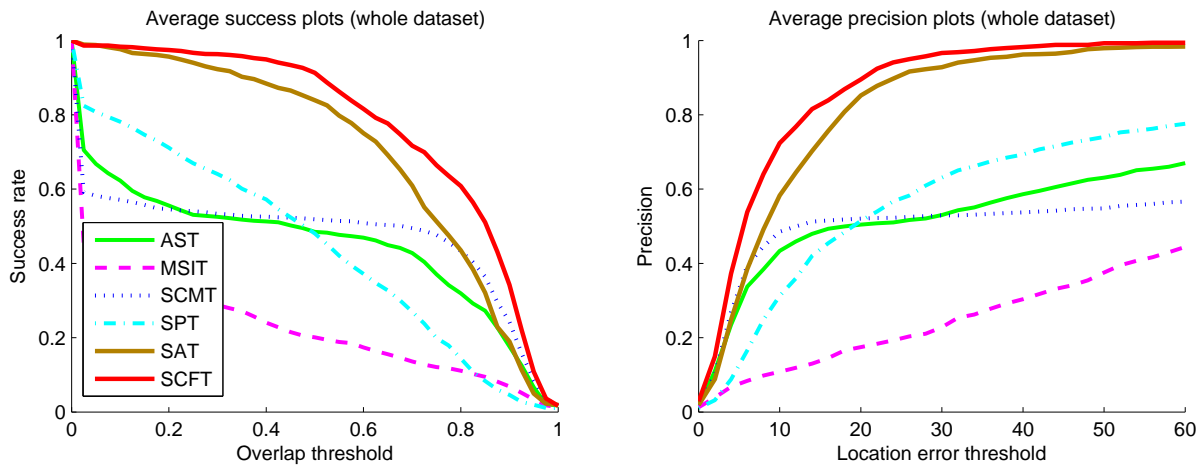 Average success plots (whole dataset)
Success rate
1
0.8
0.6
0.4
0.2
0
AST
MSIT
SCMT
SPT
SAT
SCFT
0
0.2
0.4
0.6
0.8
1
Overlap threshold
Average precision plots (whole dataset)
Precision
1
0.8
0.6
0.4
0.2
0
0
10
20
30
40
50
60
Location error threshold